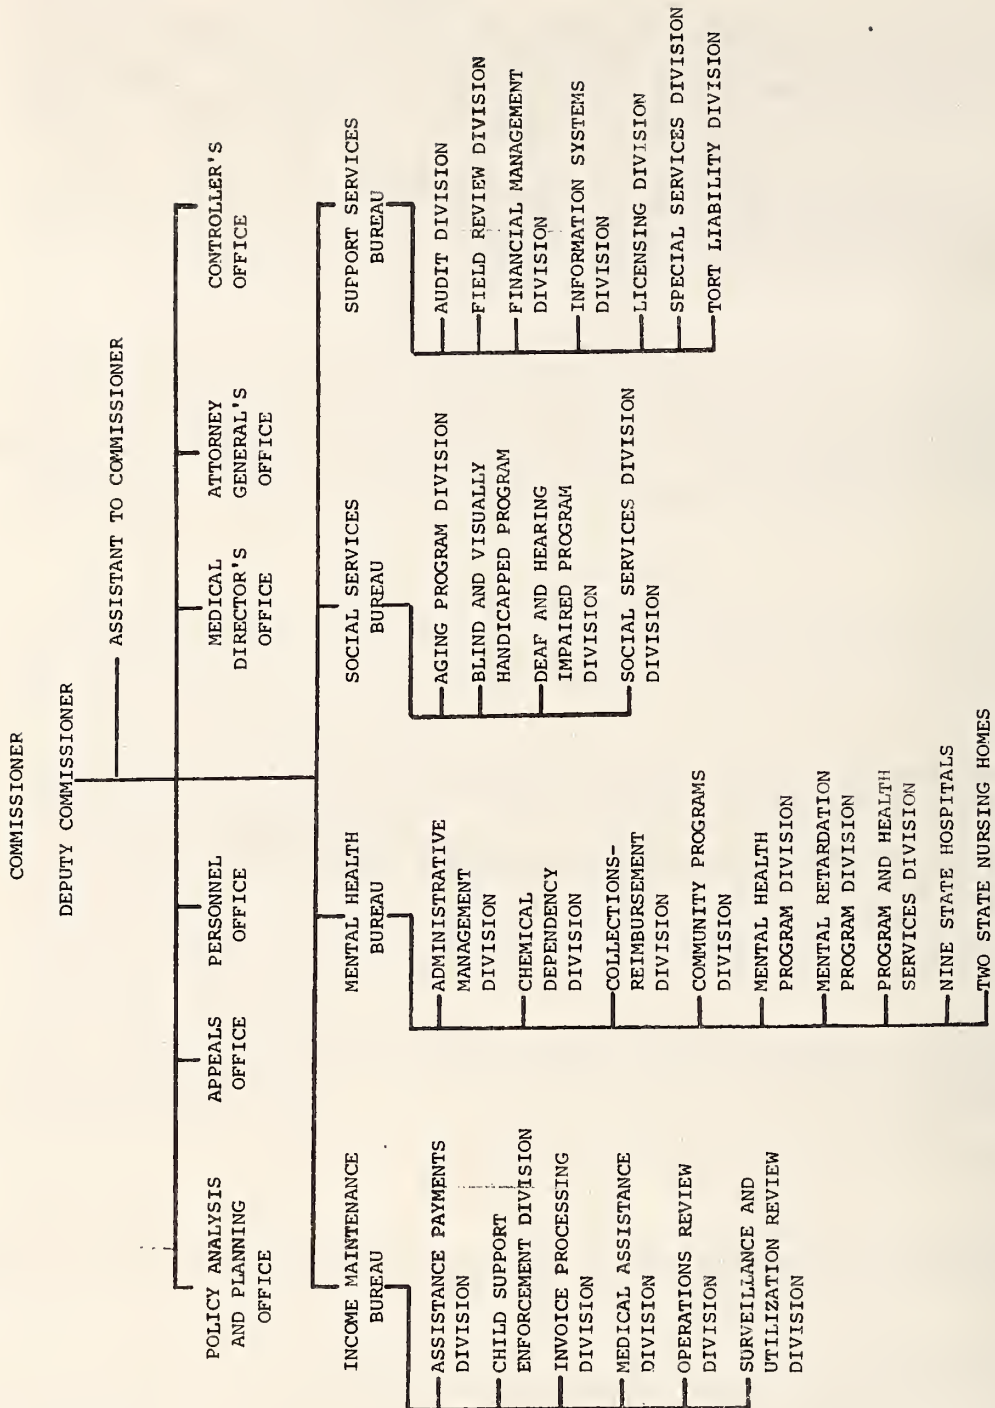 COMMISSIONER
DEPUTY COMMISSIONER
ASSISTANT TO COMMISSIONER
POLICY ANALYSIS
AND PLANNING
OFFICE
APPEALS
OFFICE
PERSONNEL
OFFICE
MEDICAL
DIRECTOR'S
OFFICE
ATTORNEY
GENERAL'S
OFFICE
CONTROLLER'S
OFFICE
INCOME MAINTENANCE
BUREAU
ASSISTANCE PAYMENTS
DIVISION
CHILD SUPPORT
ENFORCEMENT DIVISION
INVOICE PROCESSING
DIVISION
MEDICAL ASSISTANCE
DIVISION
OPERATIONS REVIEW
DIVISION
SURVEILLANCE AND
UTILIZATION REVIEW
DIVISION
MENTAL HEALTH
BUREAU
ADMINISTRATIVE
MANAGEMENT
DIVISION
CHEMICAL
DEPENDENCY
DIVISION
COLLECTIONS-
REIMBURSEMENT
DIVISION
COMMUNITY PROGRAMS
DIVISION
MENTAL HEALTH
PROGRAM DIVISION
MENTAL RETARDATION
PROGRAM DIVISION
PROGRAM AND HEALTH
SERVICES DIVISION
NINE STATE HOSPITALS
TWO STATE NURSING HOMES
SOCIAL SERVICES
BUREAU
AGING PROGRAM DIVISION
BLIND AND VISUALLY
HANDICAPPED PROGRAM
DEAF AND HEARING
IMPAIRED PROGRAM
DIVISION
SOCIAL SERVICES DIVISION
DIVISION
SUPPORT SERVICES
BUREAU
AUDIT DIVISION
FIELD REVIEW DIVISION
FINANCIAL MANAGEMENT
DIVISION
INFORMATION SYSTEMS
DIVISION
LICENSING DIVISION
SPECIAL SERVICES DIVISION
TORT LIABILITY DIVISION